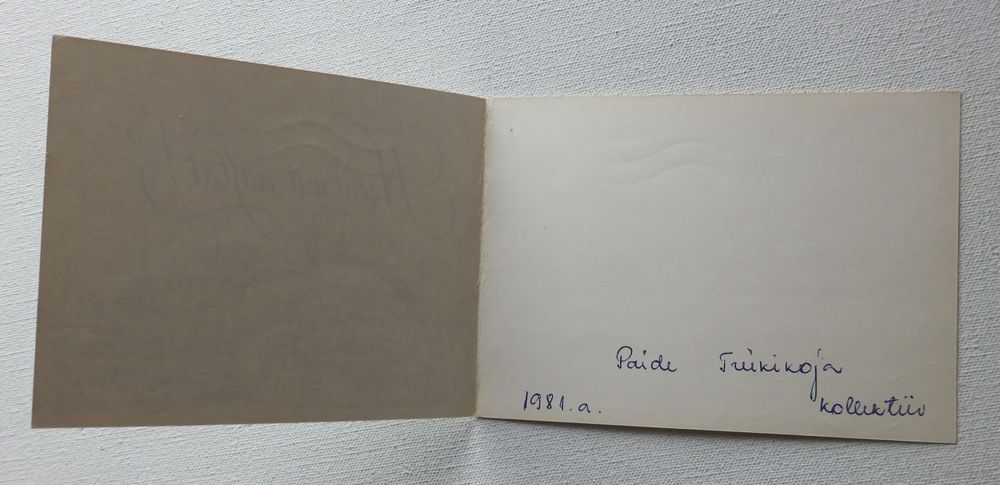 Paide Trükikoja
kollektiiv
1981. a.